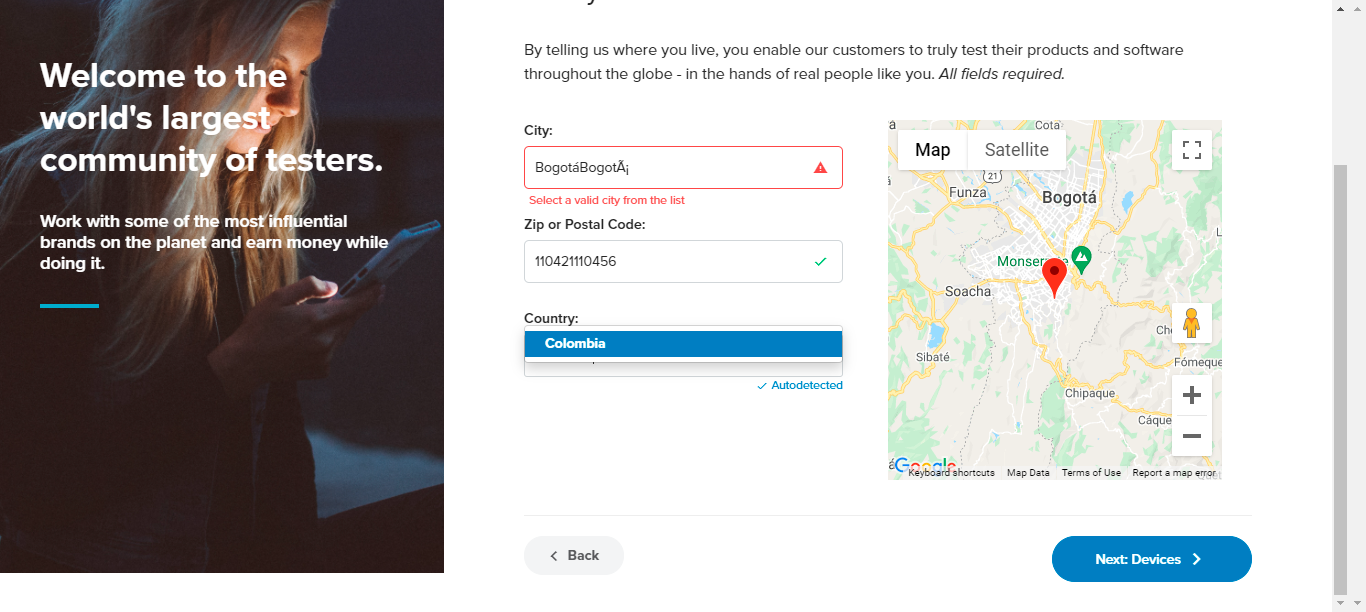 Welcome to the
world's largest
community of testers.
Work with some of the most influential
brands on the planet and earn money while
doing it.
By telling us where you live, you enable our customers to truly test their products and software
throughout the globe - in the hands of real people like you. All fields required.
City:
BogotáBogotÃ¡
Select a valid city from the list
Zip or Postal Code:
110421110456
Country:
Colombia
Autodetected
Map
Satellite
Cota
21
Funza
Bogotá
Soacha
Sibaté
Fómeque
Chipaque
Google
Keyboard shortcuts
Map Data
Terms of Use
Report a map error
Back
Next: Devices